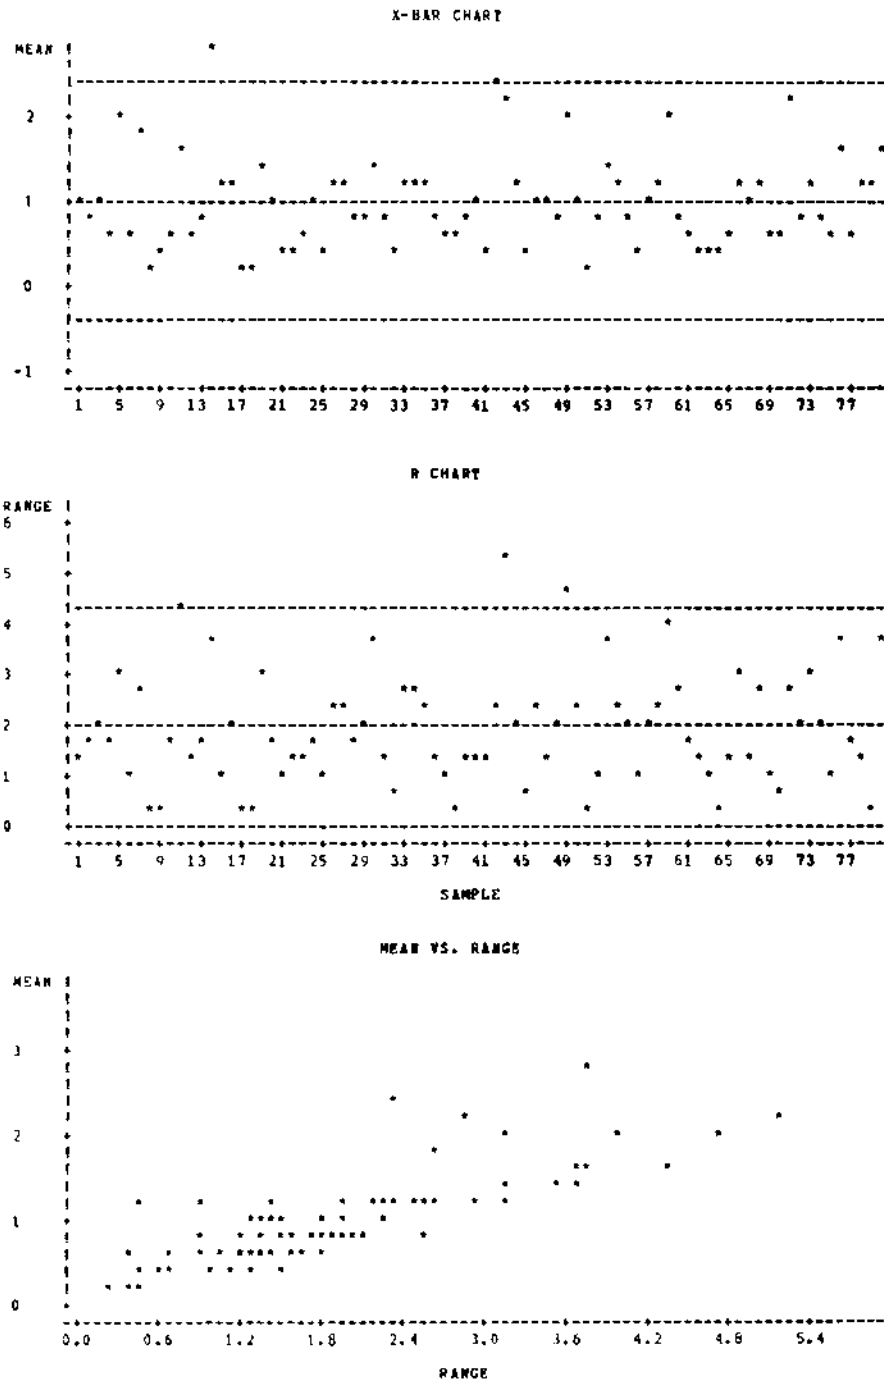 X-BAR CHART
MEAN
2
1
0
-1
1 5 9 13 17 21 25 29 33 37 41 45 49 53 57 61 65 69 73 77
R CHART
RANGE
6
5
4
3
2
1
0
1 5 9 13 17 21 25 29 33 37 41 45 49 53 57 61 65 69 73 77
SAMPLE
MEAN VS. RANGE
MEAN
3
2
1
0
0.0 0.6 1.2 1.8 2.4 3.0 3.6 4.2 4.8 5.4
RANGE